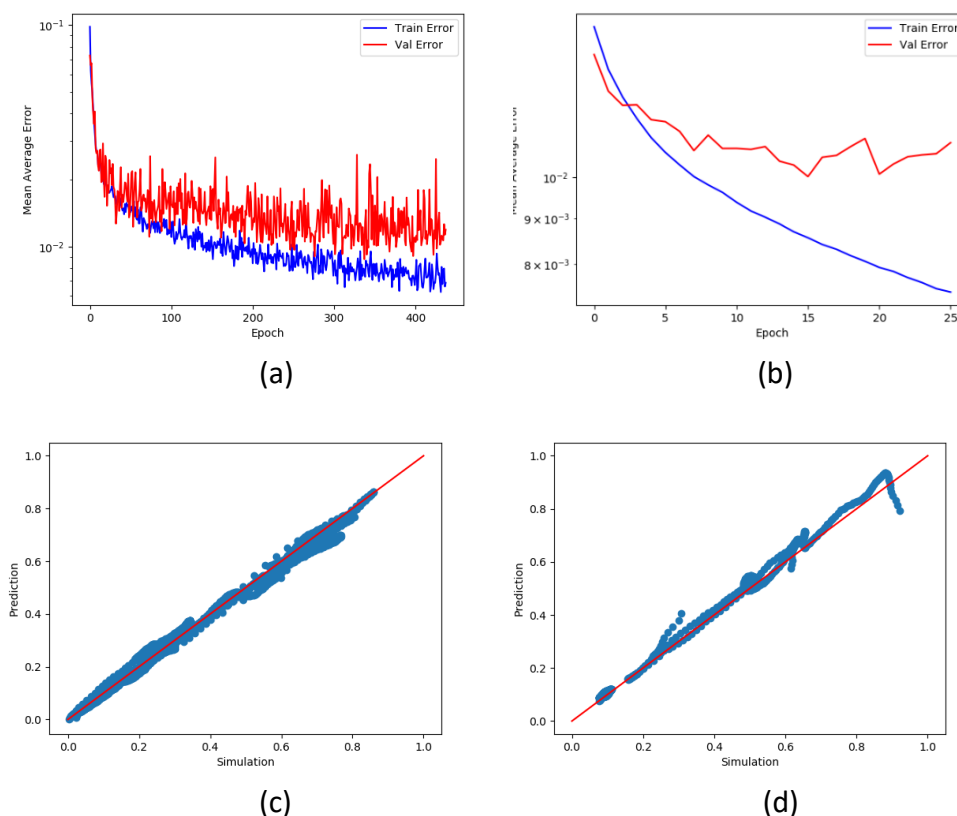 10⁻¹
10⁻²
Mean Average Error
Train Error
Val Error
0
100
200
300
400
Epoch
(a)
10⁻²
9 × 10⁻³
8 × 10⁻³
Mean Average Error
Train Error
Val Error
0
5
10
15
20
25
Epoch
(b)
1.0
0.8
0.6
0.4
0.2
0.0
Prediction
0.0
0.2
0.4
0.6
0.8
1.0
Simulation
(c)
1.0
0.8
0.6
0.4
0.2
0.0
Prediction
0.0
0.2
0.4
0.6
0.8
1.0
Simulation
(d)